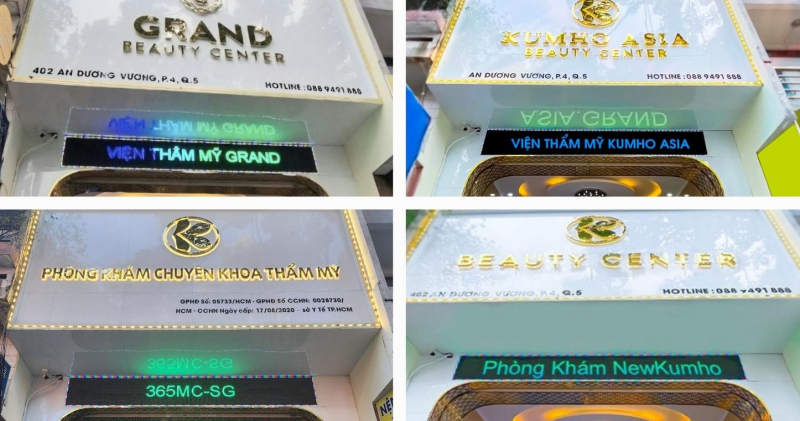 GRAND
BEAUTY CENTER
402 AN DƯƠNG VƯƠNG, P.4, Q.5
HOTLINE: 088 9491 888
VIỆN THẨM MỸ GRAND
VIỆN THẨM MỸ GRAND
KUMHO ASIA
BEAUTY CENTER
AN DƯƠNG VƯƠNG, P.4, Q.5
HOTLINE: 088 9491 888
ASIA.GRAND
VIỆN THẨM MỸ KUMHO ASIA
PHÒNG KHÁM CHUYÊN KHOA THẨM MỸ
GPHĐ Số: 05733/HCM - GPHĐ Số CCHN: 0028730/
HCM - CCHN Ngày cấp: 17/08/2020 - sở Y TẾ TP.HCM
365MC-SG
365MC-SG
BEAUTY CENTER
402 AN DƯƠNG VƯƠNG, P.4, Q.5
HOTLINE: 088 9491 888
Phòng Khám NewKumho